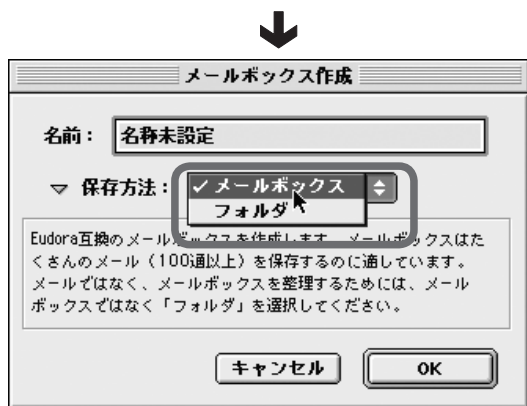 メールボックス作成
名前： 名称未設定
▽ 保存方法： ✓メールボックス
フォルダ
Eudora互換のメールボックスを作成します。メールボックスはた
くさんのメール（100通以上）を保存するのに適しています。
メールではなく、メールボックスを整理するためには、メール
ボックスではなく「フォルダ」を選択してください。
キャンセル OK